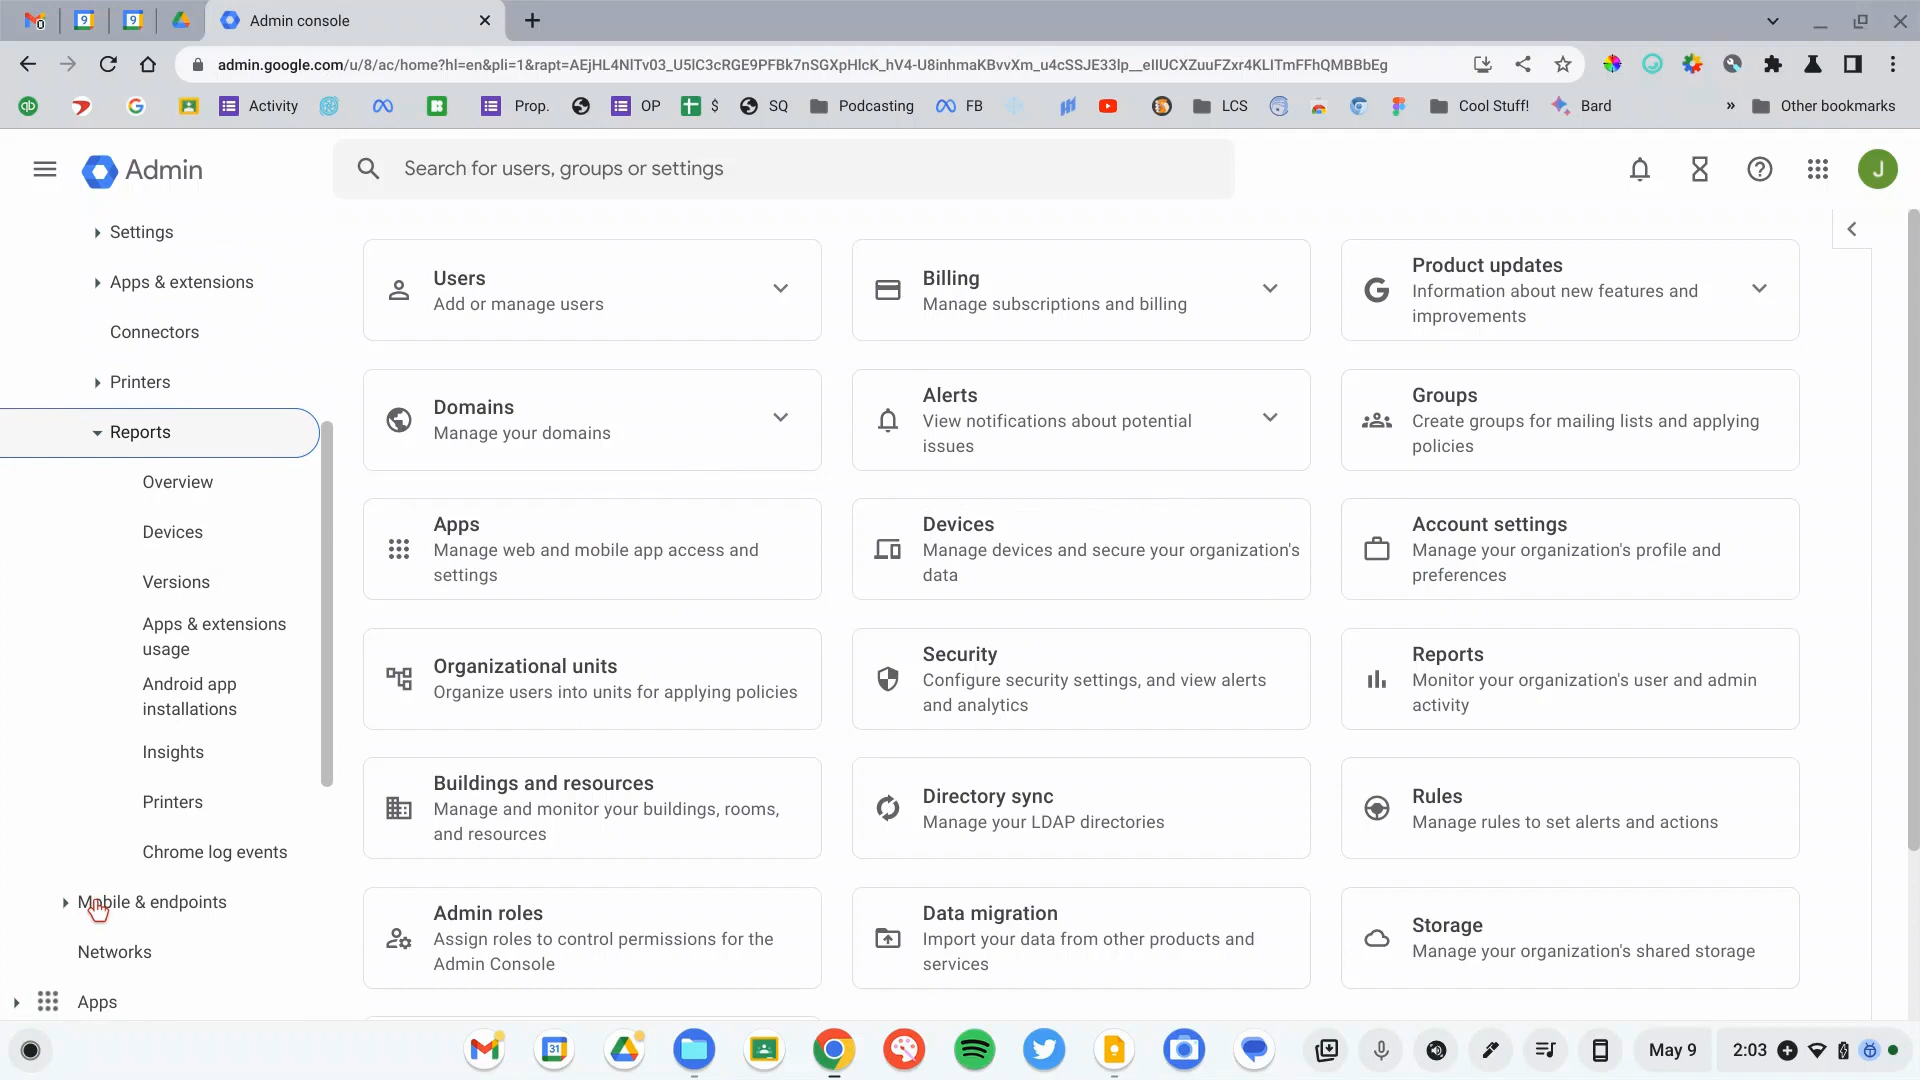 Admin console
admin.google.com/u/8/ac/home?hl=en&pli=1&rapt=AEjHL4NlTv03_U5lC3cRGE9PFBk7nSGXpHlcK_hV4-U8inhmaKBvvXm_u4cSSJE33lp__eIlUCXZuuFZxr4KLITmFFhQMBBbEg
Activity
Prop.
OP
$
SQ
Podcasting
FB
LCS
Cool Stuff!
Bard
»
Other bookmarks
Admin
Search for users, groups or settings
J
Settings
Apps & extensions
Connectors
Printers
Reports
Overview
Devices
Versions
Apps & extensions
usage
Android app
installations
Insights
Printers
Chrome log events
Mobile & endpoints
Networks
Apps
Users
Add or manage users
Billing
Manage subscriptions and billing
Product updates
Information about new features and
improvements
Domains
Manage your domains
Alerts
View notifications about potential
issues
Groups
Create groups for mailing lists and applying
policies
Apps
Manage web and mobile app access and
settings
Devices
Manage devices and secure your organization's
data
Account settings
Manage your organization's profile and
preferences
Organizational units
Organize users into units for applying policies
Security
Configure security settings, and view alerts
and analytics
Reports
Monitor your organization's user and admin
activity
Buildings and resources
Manage and monitor your buildings, rooms,
and resources
Directory sync
Manage your LDAP directories
Rules
Manage rules to set alerts and actions
Admin roles
Assign roles to control permissions for the
Admin Console
Data migration
Import your data from other products and
services
Storage
Manage your organization's shared storage
31
May 9
2:03